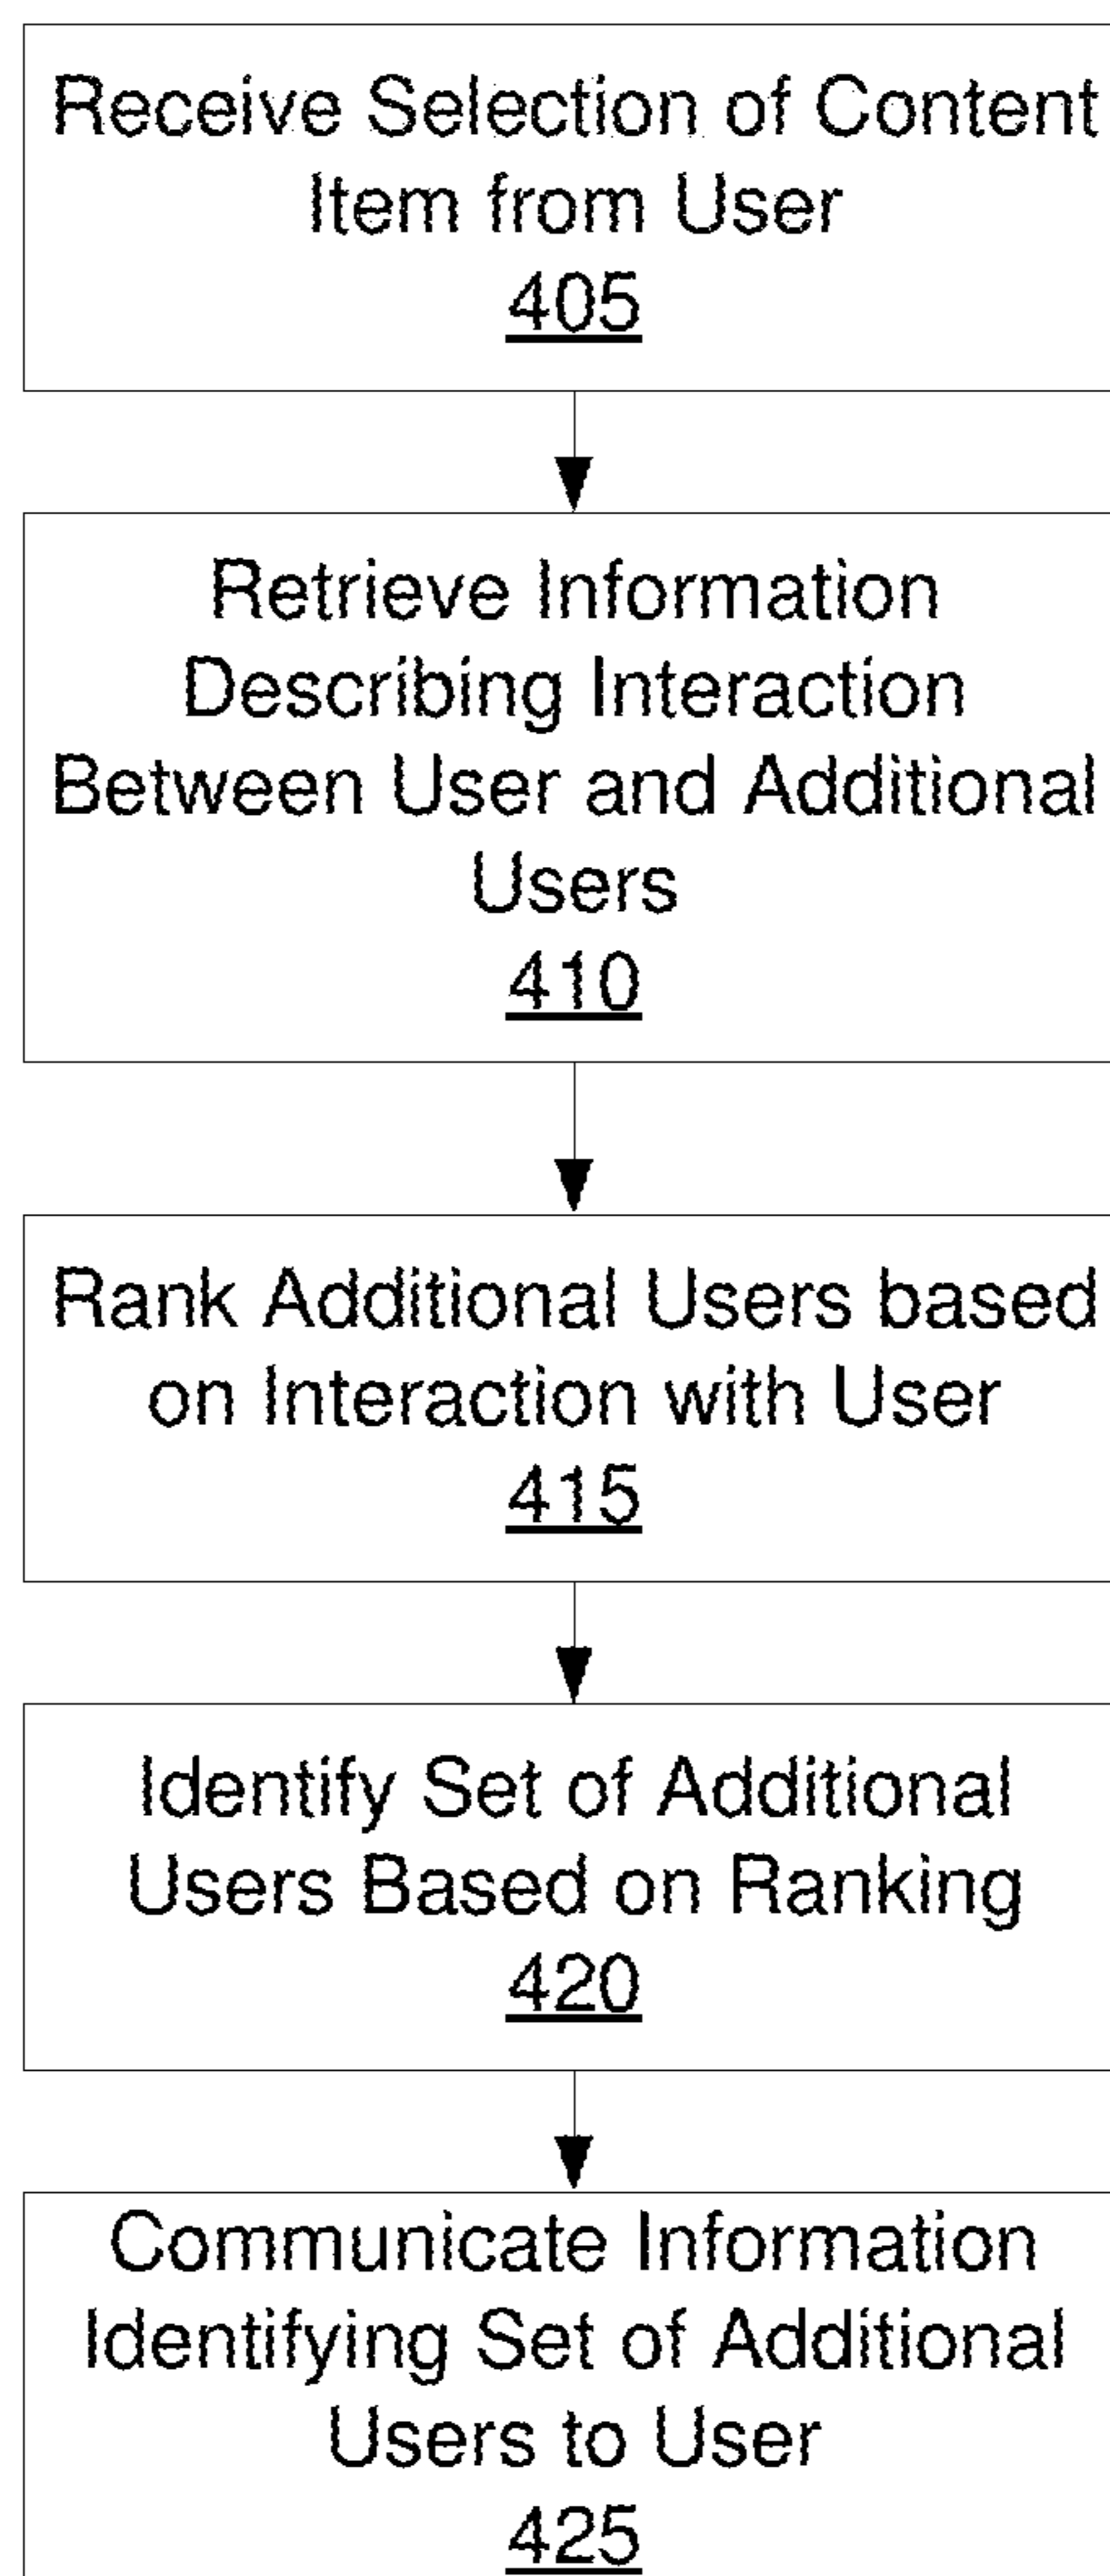 Receive Selection of Content
Item from User
405
Retrieve Information
Describing Interaction
Between User and Additional
Users
410
Rank Additional Users based
on Interaction with User
415
Identify Set of Additional
Users Based on Ranking
420
Communicate Information
Identifying Set of Additional
Users to User
425